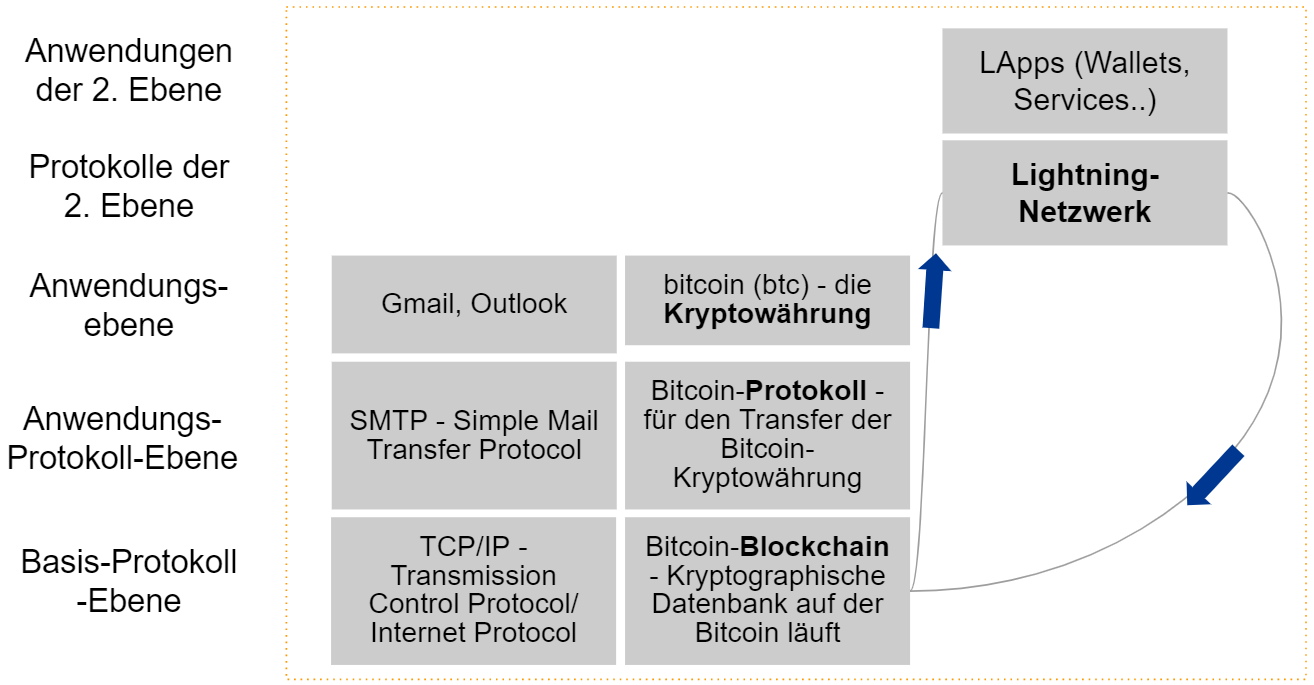 Anwendungen
der 2. Ebene
LApps (Wallets,
Services..)
Protokolle der
2. Ebene
Lightning-
Netzwerk
Anwendungs-
ebene
Gmail, Outlook
bitcoin (btc) - die
Kryptowährung
Anwendungs-
Protokoll-Ebene
SMTP - Simple Mail
Transfer Protocol
Bitcoin-Protokoll -
für den Transfer der
Bitcoin-
Kryptowährung
Basis-Protokoll
-Ebene
TCP/IP -
Transmission
Control Protocol/
Internet Protocol
Bitcoin-Blockchain
- Kryptographische
Datenbank auf der
Bitcoin läuft